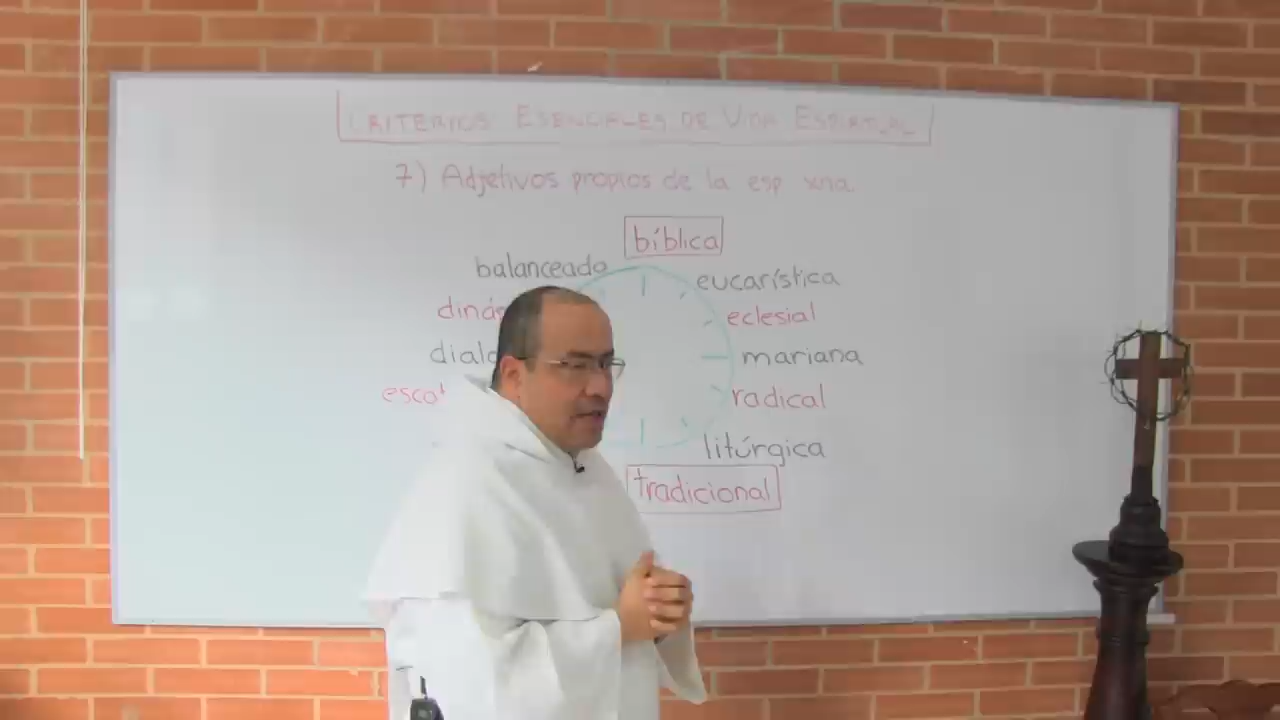 CRITERIOS ESENCIALES DE VIDA ESPIRITUAL
7) Adjetivos propios de la esp xna.
bíblica
balanceado
eucarística
eclesial
mariana
radical
litúrgica
tradicional